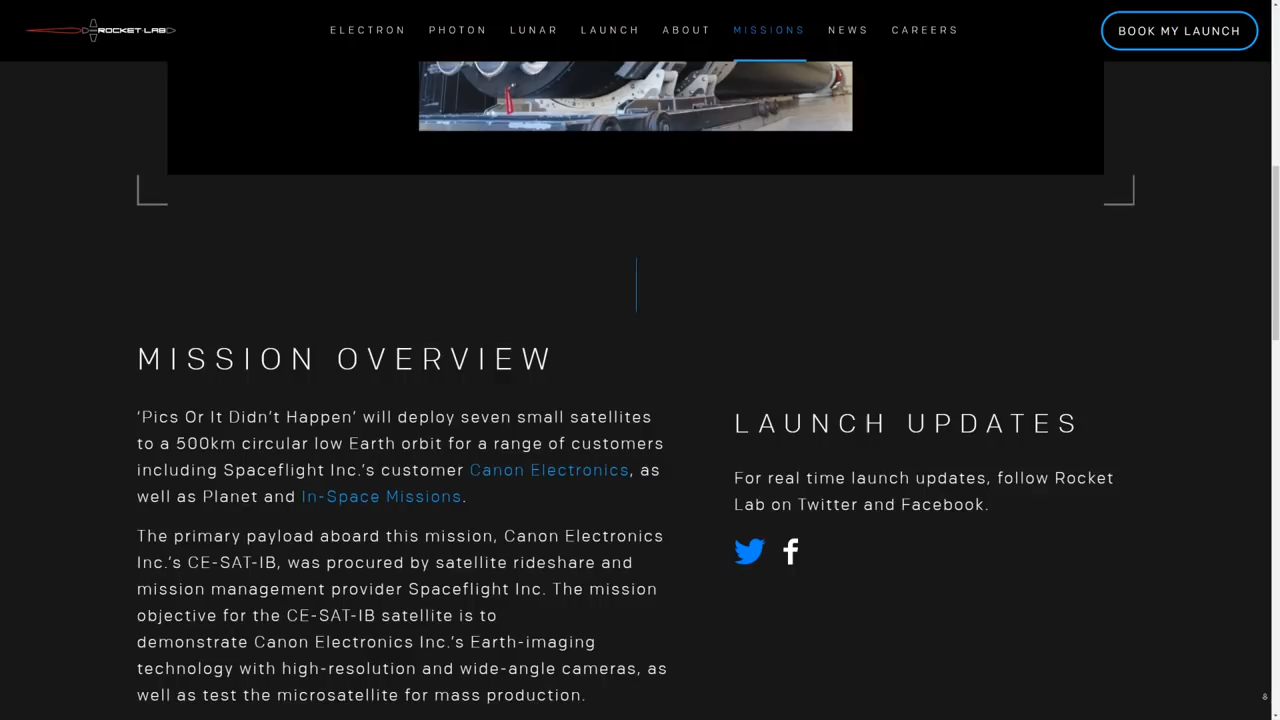 ROCKET LAB
ELECTRON PHOTON LUNAR LAUNCH ABOUT MISSIONS NEWS CAREERS
BOOK MY LAUNCH
MISSION OVERVIEW
‘Pics Or It Didn’t Happen’ will deploy seven small satellites
to a 500km circular low Earth orbit for a range of customers
including Spaceflight Inc.’s customer Canon Electronics, as
well as Planet and In-Space Missions.
The primary payload aboard this mission, Canon Electronics
Inc.’s CE-SAT-IB, was procured by satellite rideshare and
mission management provider Spaceflight Inc. The mission
objective for the CE-SAT-IB satellite is to
demonstrate Canon Electronics Inc.’s Earth-imaging
technology with high-resolution and wide-angle cameras, as
well as test the microsatellite for mass production.
LAUNCH UPDATES
For real time launch updates, follow Rocket
Lab on Twitter and Facebook.